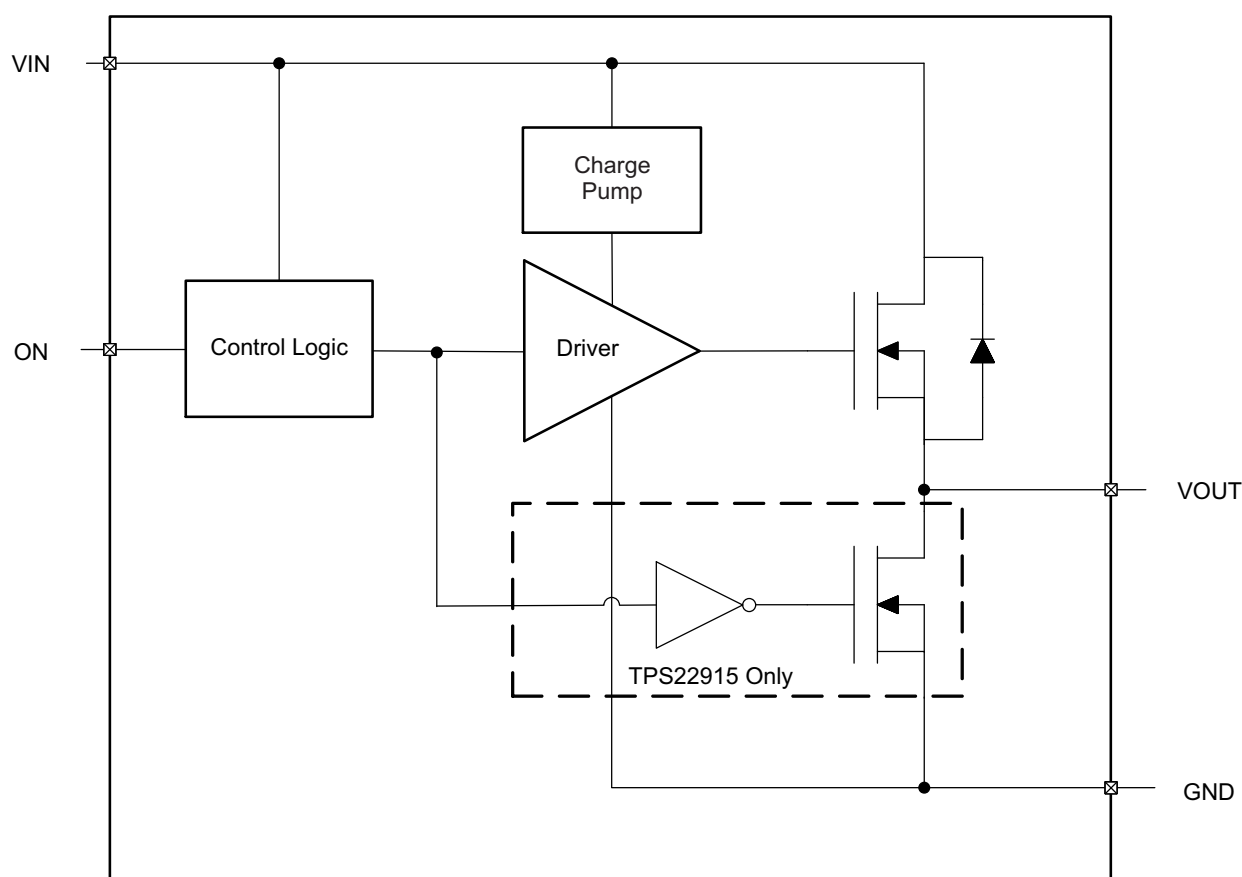 VIN
Charge
Pump
ON
Control Logic
Driver
VOUT
TPS22915 Only
GND